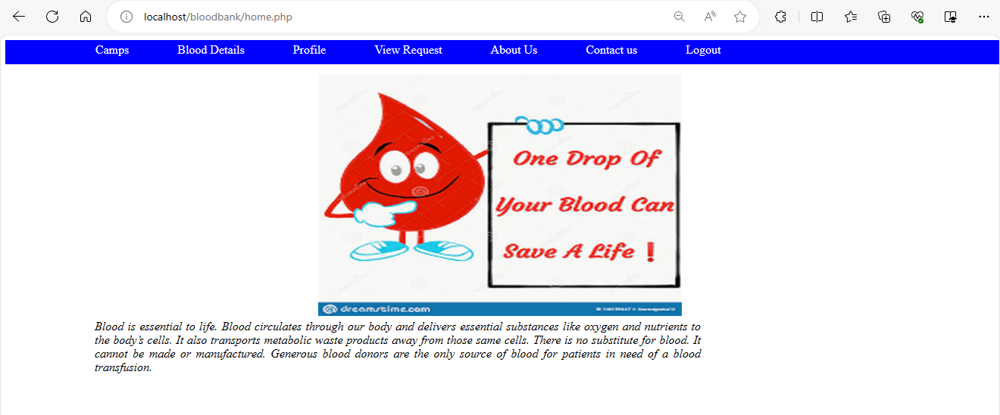 localhost/bloodbank/home.php
Camps Blood Details Profile View Request About Us Contact us Logout
One Drop Of
Your Blood Can
Save A Life !
dreamstime.com
Blood is essential to life. Blood circulates through our body and delivers essential substances like oxygen and nutrients to
the body’s cells. It also transports metabolic waste products away from those same cells. There is no substitute for blood. It
cannot be made or manufactured. Generous blood donors are the only source of blood for patients in need of a blood
transfusion.